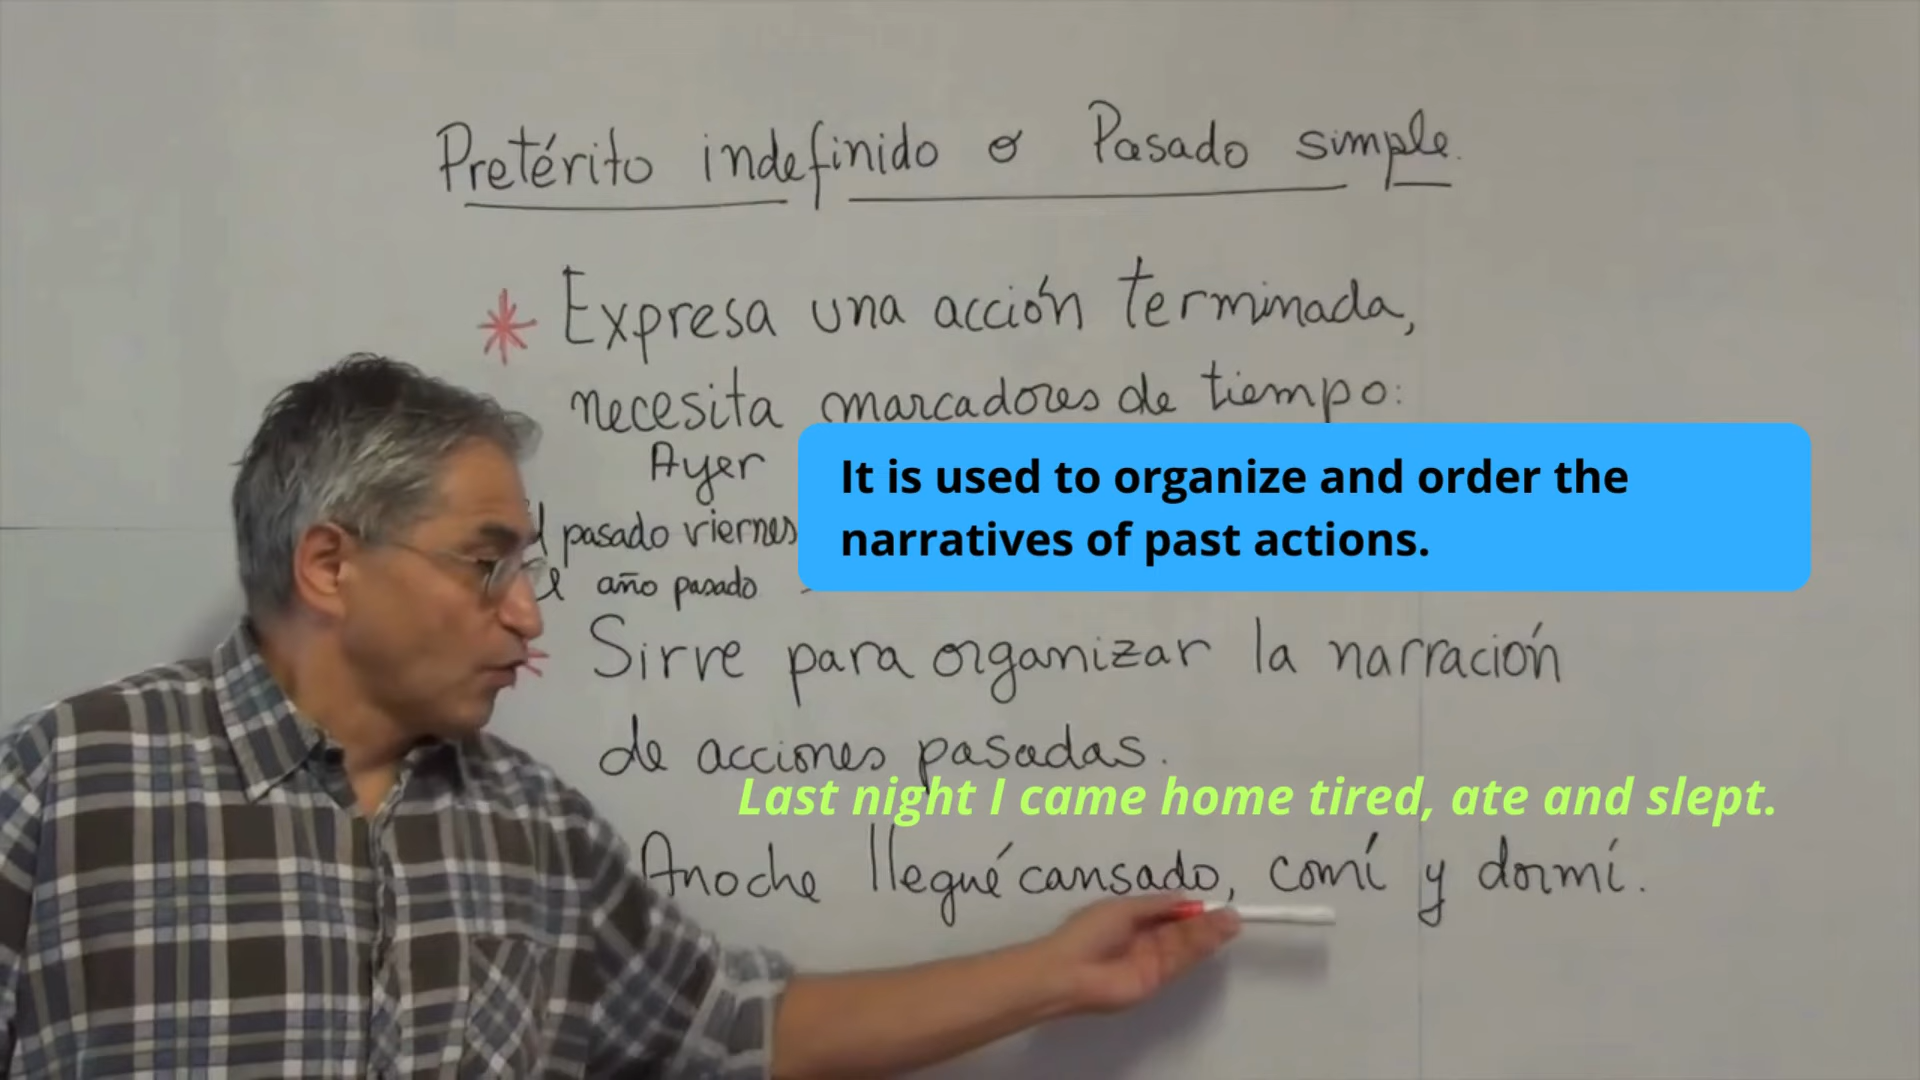 Pretérito indefinido o Pasado simple.
Expresa una acción terminada,
necesita marcadores de tiempo:
Ayer
pasado viernes
año pasado
It is used to organize and order the
narratives of past actions.
Sirve para organizar la narración
de acciones pasadas.
Last night I came home tired, ate and slept.
Anoche llegué cansado, comí y dormí.